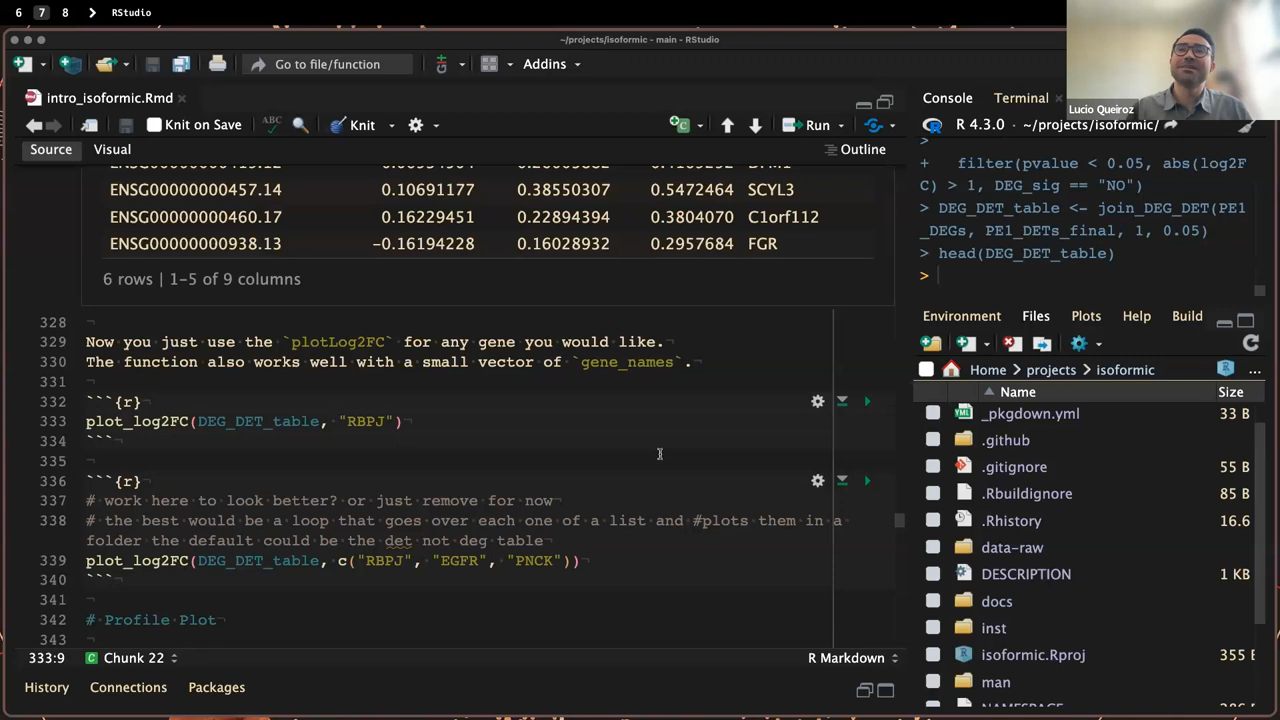 6 7 8 RStudio
~/projects/isoformic - main - RStudio
Go to file/function
Addins
Lucio Queiroz
intro_isoformic.Rmd
Knit on Save
ABC
Knit
Run
Source
Visual
Outline
ENSG00000000457.14 0.10691177 0.38550307 0.5472464 SCYL3
ENSG00000000460.17 0.16229451 0.22894394 0.3804070 C1orf112
ENSG00000000938.13 −0.16194228 0.16028932 0.2957684 FGR
6 rows | 1–5 of 9 columns
328
329 Now you just use the `plotLog2FC` for any gene you would like.
330 The function also works well with a small vector of `gene_names`.
331
332 ```{r}
333 plot_log2FC(DEG_DET_table, "RBPJ")
334 ```
335
336 ```{r}
337 # work here to look better? or just remove for now
338 # the best would be a loop that goes over each one of a list and #plots them in a
folder the default could be the det not deg table
339 plot_log2FC(DEG_DET_table, c("RBPJ", "EGFR", "PNCK"))
340 ```
341
342 # Profile Plot
343
333:9
Chunk 22
R Markdown
History
Connections
Packages
Console
Terminal
R 4.3.0 · ~/projects/isoformic/
>
+ filter(pvalue < 0.05, abs(log2F
C) > 1, DEG_sig == "NO")
> DEG_DET_table <- join_DEG_DET(PE1
_DEGs, PE1_DETs_final, 1, 0.05)
> head(DEG_DET_table)
>
Environment
Files
Plots
Help
Build
Home
projects
isoformic
...
Name
Size
_pkgdown.yml 33 B
.github
.gitignore 55 B
.Rbuildignore 85 B
.Rhistory 16.6
data-raw
DESCRIPTION 1 KB
docs
inst
isoformic.Rproj 355 B
man